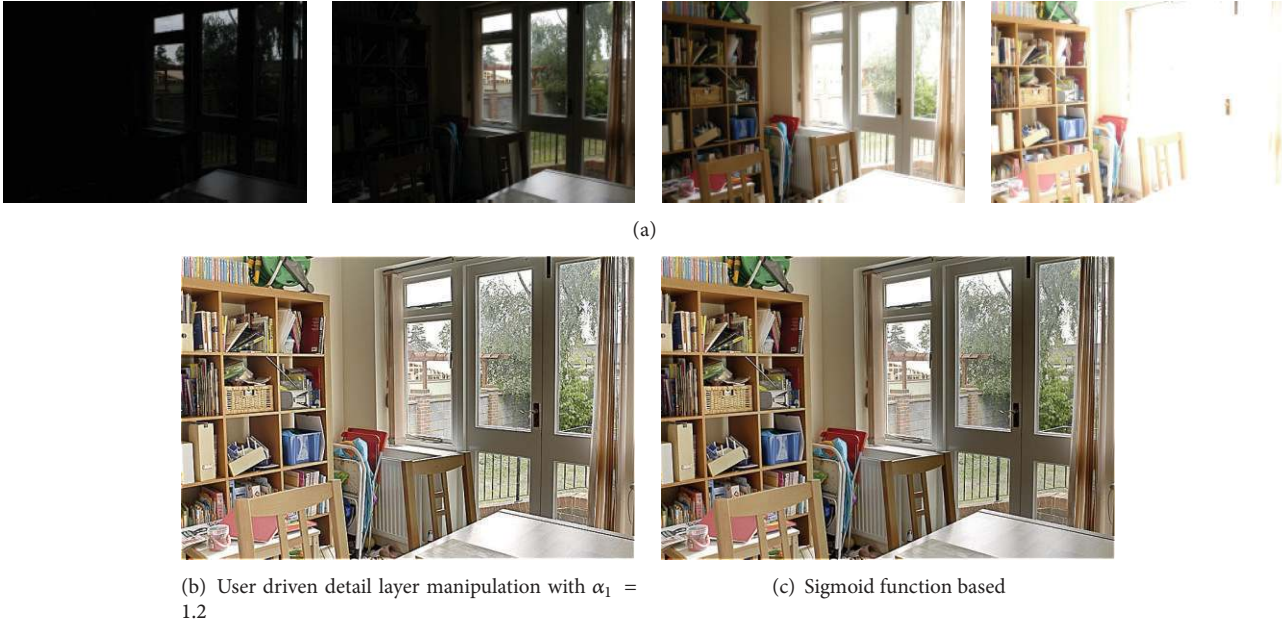 (a)
(b) User driven detail layer manipulation with α₁ =
1.2
(c) Sigmoid function based